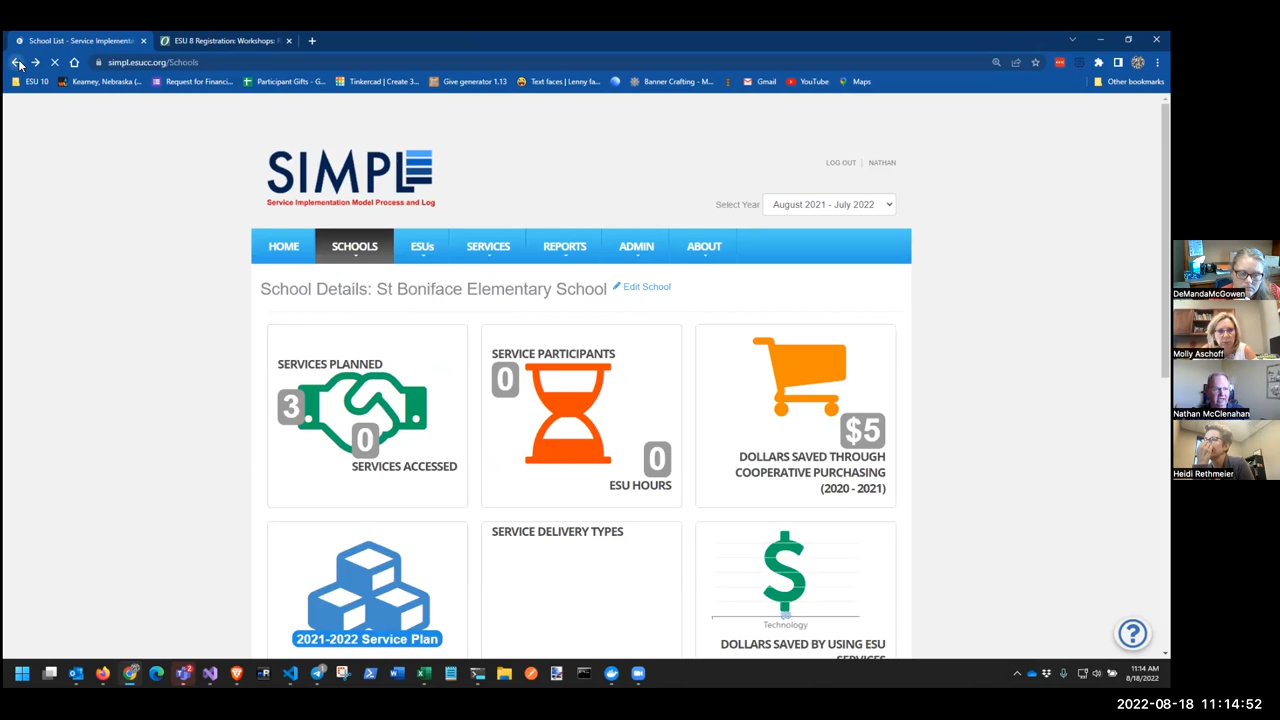 School List - Service Implementi
ESU 8 Registration: Workshops:
simpl.esucc.org/Schools
ESU 10
Kearney, Nebraska (...
Request for Financi...
Participant Gifts - G...
Tinkercad | Create 3...
Give generator 1.13
Text faces | Lenny fa...
Banner Crafting - M...
Gmail
YouTube
Maps
Other bookmarks
SIMPL
Service Implementation Model Process and Log
LOG OUT | NATHAN
Select Year August 2021 - July 2022
HOME SCHOOLS ESUs SERVICES REPORTS ADMIN ABOUT
School Details: St Boniface Elementary School Edit School
SERVICES PLANNED
3
0
SERVICES ACCESSED
SERVICE PARTICIPANTS
0
0
ESU HOURS
$5
DOLLARS SAVED THROUGH
COOPERATIVE PURCHASING
(2020 - 2021)
2021-2022 Service Plan
SERVICE DELIVERY TYPES
$
Technology
DOLLARS SAVED BY USING ESU
SERVICES
?
DeMandaMcGowen
Molly Aschoff
Nathan McClenahan
Heidi Rethmeier
11:14 AM
8/18/2022
2022-08-18 11:14:52